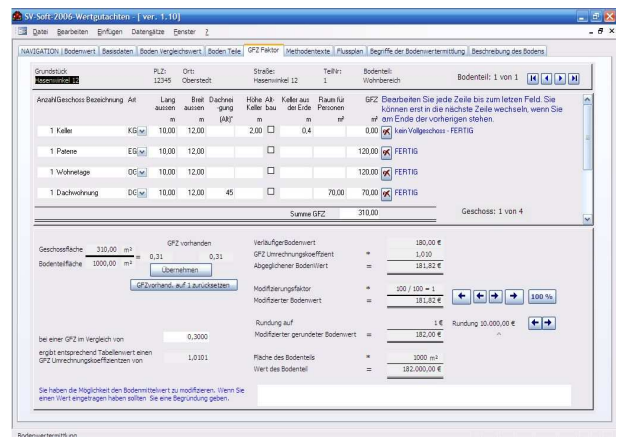 SV-Soft-2006-Wertgutachten - [ ver. 1.10]
Datei Bearbeiten Einfügen Datensätze Eenster ?
NAVIGATION Bodenwert Basisdaten Boden Vergleichswert Boden Teile GFZ Faktor Methodentexte Flussplan Begriffe der Bodenwertermittlung Beschreibung des Bodens
Grundstück PLZ: Ort: Straße: TeilNr: Bodenteil:
Hasenwinkel 12 12345 Oberstedt Hasenwinkel 12 1 Wohnbereich Bodenteil: 1 von 1
Anzahl Geschoss Bezeichnung Art Lang aussen Breit aussen Dachneigung Höhe Keller Alt-bau Keller aus der Erde Raum für Personen GFZ
m m (Alt)° m m m² m²
Bearbeiten Sie jede Zeile bis zum letzen Feld. Sie
können erst in die nächste Zeile wechseln, wenn Sie
am Ende der vorherigen stehen.
1 Keller KG 10,00 12,00 2,00 0,4 0,00 kein Vollgeschoss - FERTIG
1 Paterre EG 10,00 12,00 120,00 FERTIG
1 Wohnetage OG 10,00 12,00 120,00 FERTIG
1 Dachwohnung DG 10,00 12,00 45 70,00 70,00 FERTIG
Summe GFZ 310,00 Geschoss: 1 von 4
GFZ vorhanden
Geschossfläche 310,00 m²
= 0,31 0,31
Bodenteilfläche 1000,00 m²
Übernehmen
GFZvorhand. auf 1 zurücksetzen
bei einer GFZ im Vergleich von 0,3000
ergibt entsprechend Tabellenwert einen
GFZ Umrechnungskoeffizientzen von 1,0101
VerläufigerBodenwert 180,00 €
GFZ Umrechnungskoeffzient * 1,010
Abgeglichener BodenWert = 181,82 €
Modifizierungsfaktor * 100 / 100 = 1
Modifizierter Bodenwert = 181,82 € 100 %
Rundung auf 1 € Rundung 10.000,00 €
Modifizierter gerundeter Bodenwert = 182,00 €
Fläche des Bodenteils * 1000 m²
Wert des Bodenteil = 182.000,00 €
Sie haben die Möglichkeit den Bodenmittelwert zu modifizieren. Wenn Sie
einen Wert eingetragen haben sollten Sie eine Begründung geben.
Bodenwertermittlung